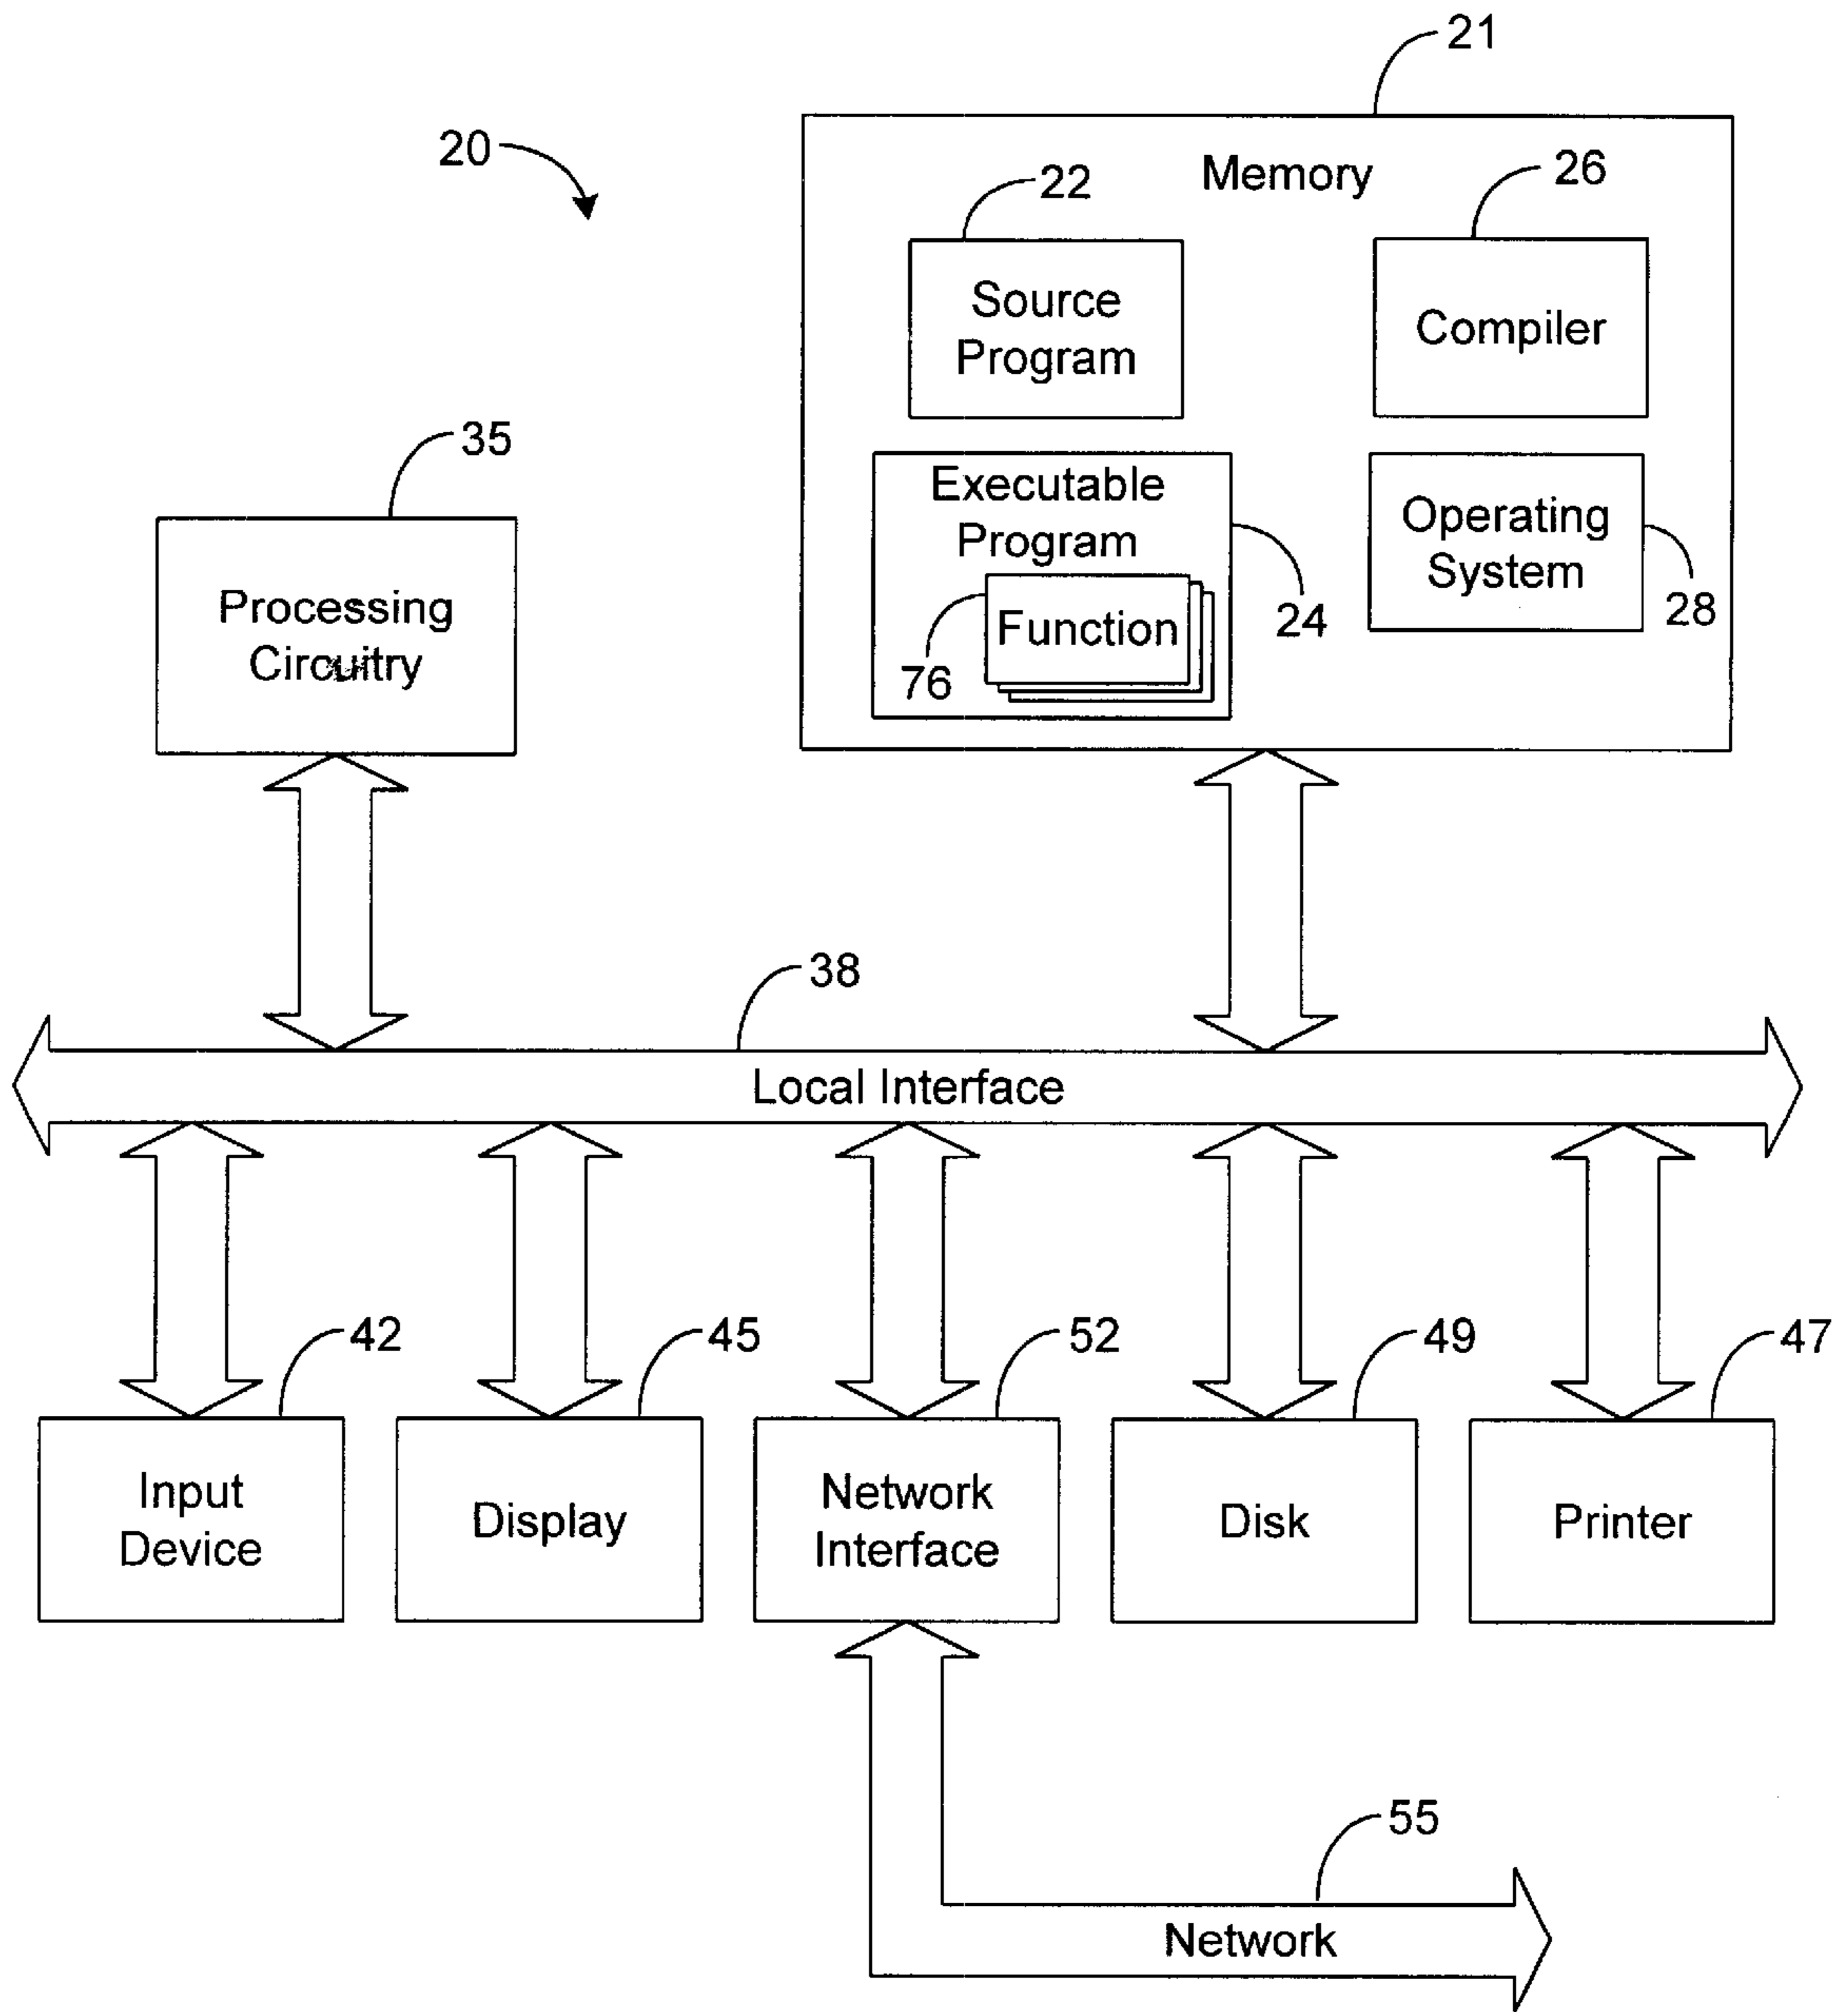 21
20
Memory
22
26
Source
Program
Compiler
35
Executable
Program
Operating
System
Processing
Circuitry
Function
24
28
76
38
Local Interface
42
45
52
49
47
Input
Device
Display
Network
Interface
Disk
Printer
55
Network